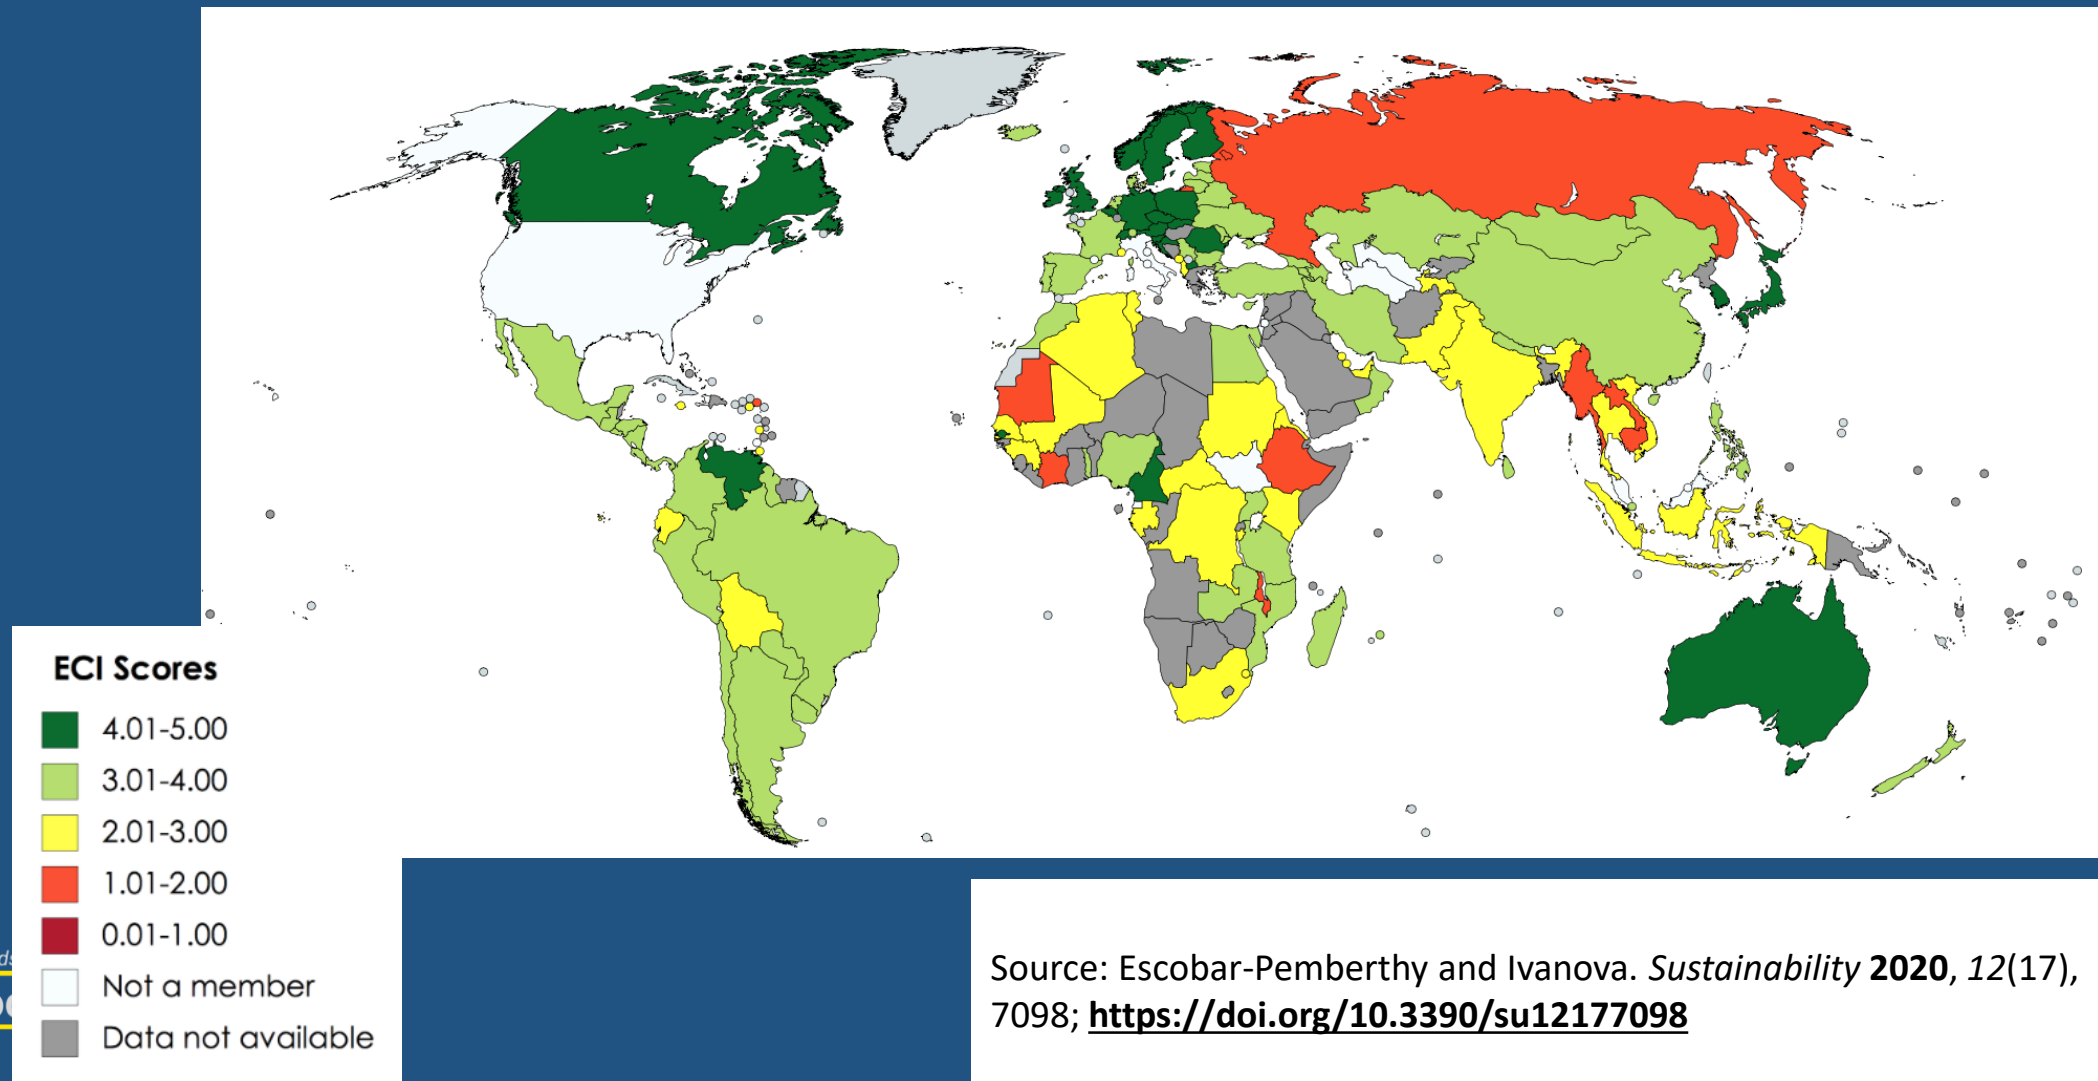 ECI Scores
4.01-5.00
3.01-4.00
2.01-3.00
1.01-2.00
0.01-1.00
Not a member
Data not available
Source: Escobar-Pemberthy and Ivanova. Sustainability 2020, 12(17),
7098; https://doi.org/10.3390/su12177098